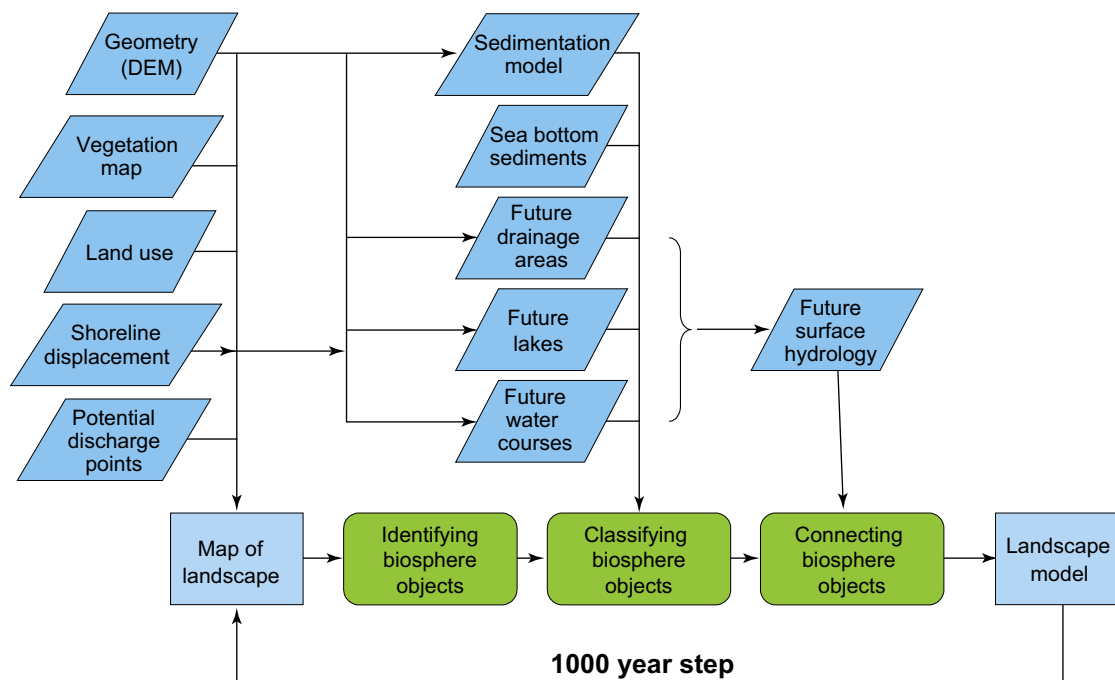 Geometry
(DEM)
Sedimentation
model
Vegetation
map
Sea bottom
sediments
Land use
Future
drainage
areas
Shoreline
displacement
Future
lakes
Future
surface
hydrology
Potential
discharge
points
Future
water
courses
Map of
landscape
Identifying
biosphere
objects
Classifying
biosphere
objects
Connecting
biosphere
objects
Landscape
model
1000 year step